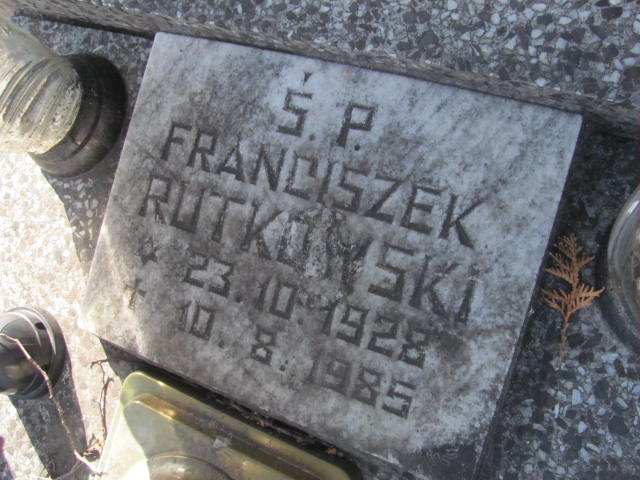 Ś. P.
FRANCISZEK
RUTKOWSKI
* 23. 10. 1928
† 10. 8. 1985